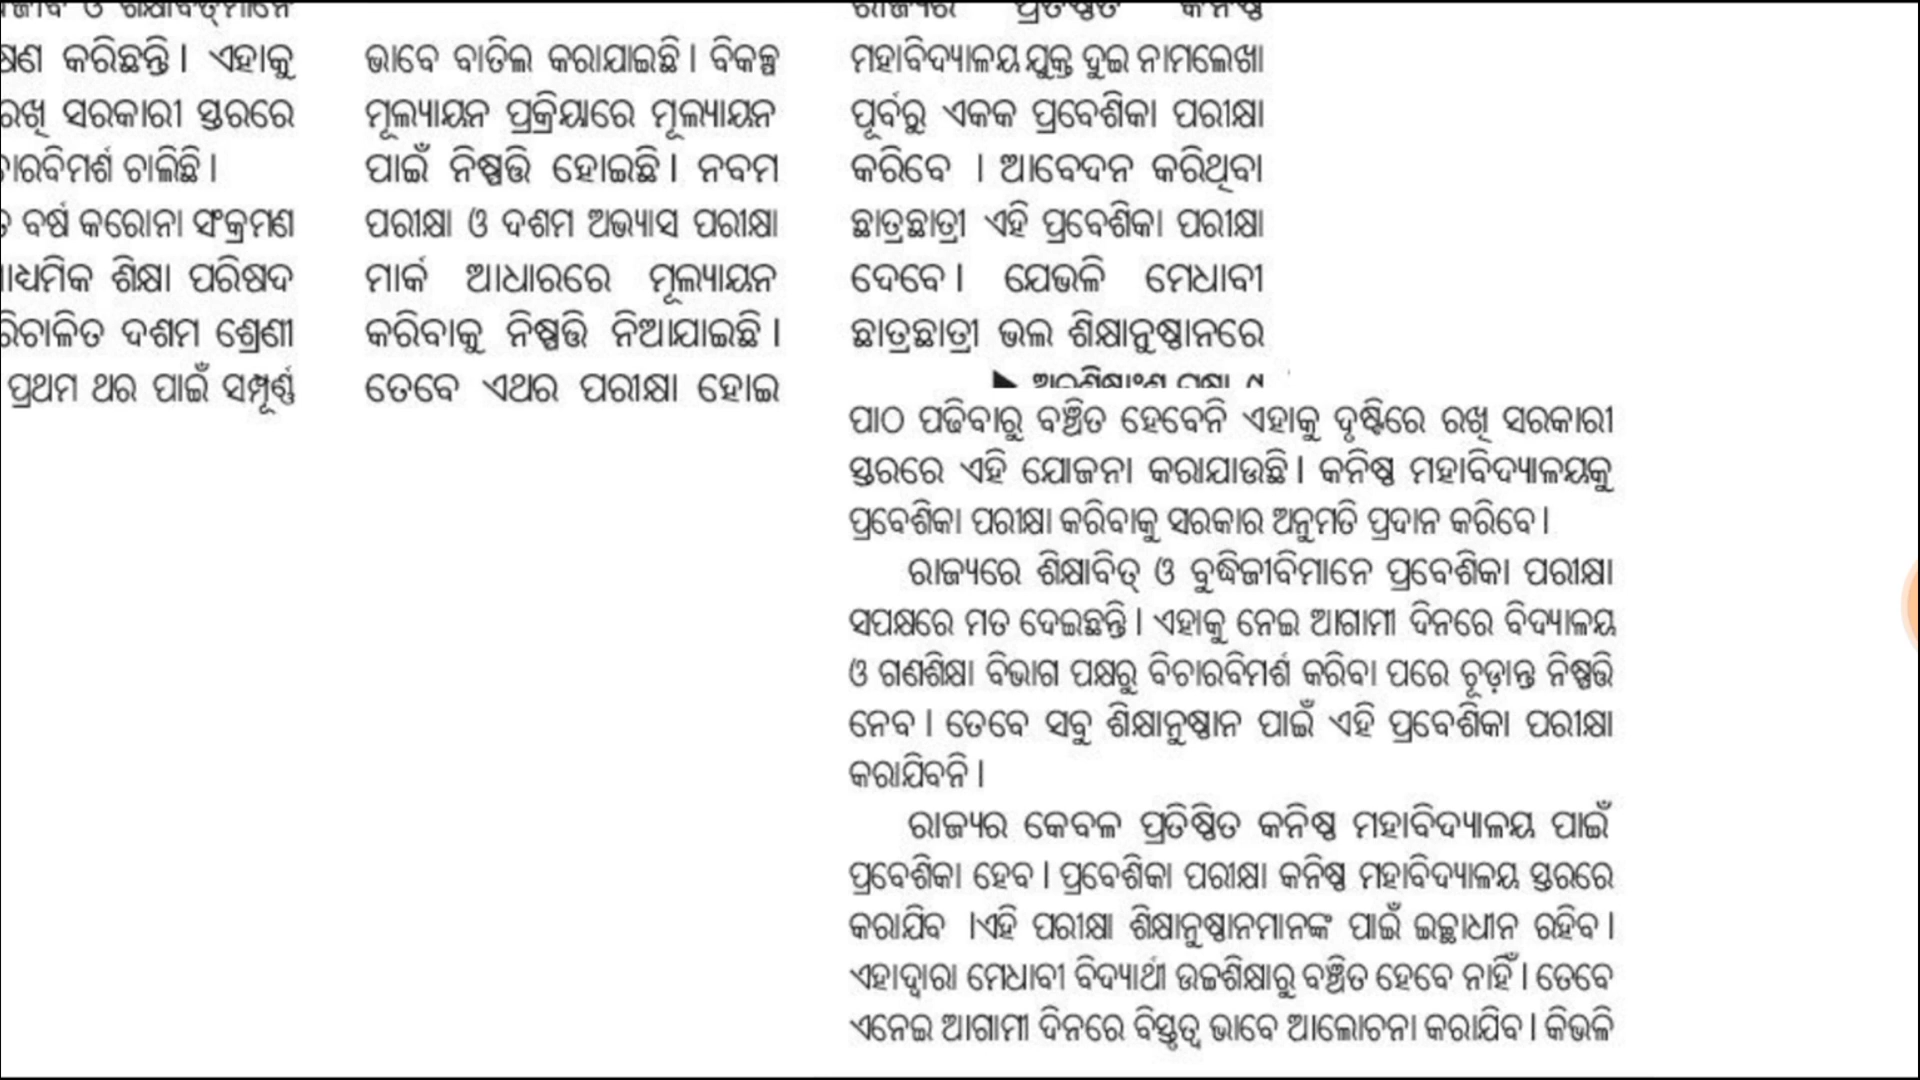 କରିଛନ୍ତି। ଏହାକୁ
ସରକାରୀ ସ୍ତରରେ
ଚାଲିଛି।
ବର୍ଷ କରୋନା ସଂକ୍ରମଣ
ଶିକ୍ଷା ପରିଷଦ
ଦଶମ ଶ୍ରେଣୀ
ପ୍ରଥମ ଥର ପାଇଁ ସମ୍ପୂର୍ଣ୍ଣ
ଭାବେ ବାତିଲ କରାଯାଇଛି। ବିକଳ୍ପ
ମୂଲ୍ୟାୟନ ପ୍ରକ୍ରିୟାରେ ମୂଲ୍ୟାୟନ
ପାଇଁ ନିଷ୍ପତ୍ତି ହୋଇଛି। ନବମ
ପରୀକ୍ଷା ଓ ଦଶମ ଅଭ୍ୟାସ ପରୀକ୍ଷା
ମାର୍କ ଆଧାରରେ ମୂଲ୍ୟାୟନ
କରିବାକୁ ନିଷ୍ପତ୍ତି ନିଆଯାଇଛି।
ତେବେ ଏଥର ପରୀକ୍ଷା ହୋଇ
ମହାବିଦ୍ୟାଳୟଯୁକ୍ତ ଦୁଇ ନାମଲେଖା
ପୂର୍ବରୁ ଏକକ ପ୍ରବେଶିକା ପରୀକ୍ଷା
କରିବେ । ଆବେଦନ କରିଥିବା
ଛାତ୍ରଛାତ୍ରୀ ଏହି ପ୍ରବେଶିକା ପରୀକ୍ଷା
ଦେବେ। ଯେଭଳି ମେଧାବୀ
ଛାତ୍ରଛାତ୍ରୀ ଭଲ ଶିକ୍ଷାନୁଷ୍ଠାନରେ
ପାଠ ପଢିବାରୁ ବଞ୍ଚିତ ହେବେନି ଏହାକୁ ଦୃଷ୍ଟିରେ ରଖି ସରକାରୀ
ସ୍ତରରେ ଏହି ଯୋଜନା କରାଯାଉଛି। କନିଷ୍ଠ ମହାବିଦ୍ୟାଳୟକୁ
ପ୍ରବେଶିକା ପରୀକ୍ଷା କରିବାକୁ ସରକାର ଅନୁମତି ପ୍ରଦାନ କରିବେ।
ରାଜ୍ୟରେ ଶିକ୍ଷାବିତ୍ ଓ ବୁଦ୍ଧିଜୀବିମାନେ ପ୍ରବେଶିକା ପରୀକ୍ଷା
ସପକ୍ଷରେ ମତ ଦେଇଛନ୍ତି। ଏହାକୁ ନେଇ ଆଗାମୀ ଦିନରେ ବିଦ୍ୟାଳୟ
ଓ ଗଣଶିକ୍ଷା ବିଭାଗ ପକ୍ଷରୁ ବିଚାରବିମର୍ଶ କରିବା ପରେ ଚୂଡ଼ାନ୍ତ ନିଷ୍ପତ୍ତି
ନେବ। ତେବେ ସବୁ ଶିକ୍ଷାନୁଷ୍ଠାନ ପାଇଁ ଏହି ପ୍ରବେଶିକା ପରୀକ୍ଷା
କରାଯିବନି।
ରାଜ୍ୟର କେବଳ ପ୍ରତିଷ୍ଠିତ କନିଷ୍ଠ ମହାବିଦ୍ୟାଳୟ ପାଇଁ
ପ୍ରବେଶିକା ହେବ। ପ୍ରବେଶିକା ପରୀକ୍ଷା କନିଷ୍ଠ ମହାବିଦ୍ୟାଳୟ ସ୍ତରରେ
କରାଯିବ ।ଏହି ପରୀକ୍ଷା ଶିକ୍ଷାନୁଷ୍ଠାନମାନଙ୍କ ପାଇଁ ଇଚ୍ଛାଧୀନ ରହିବ।
ଏହାଦ୍ୱାରା ମେଧାବୀ ବିଦ୍ୟାର୍ଥୀ ଉଚ୍ଚଶିକ୍ଷାରୁ ବଞ୍ଚିତ ହେବେ ନାହିଁ। ତେବେ
ଏନେଇ ଆଗାମୀ ଦିନରେ ବିସ୍ତୃତ ଭାବେ ଆଲୋଚନା କରାଯିବ। କିଭଳି